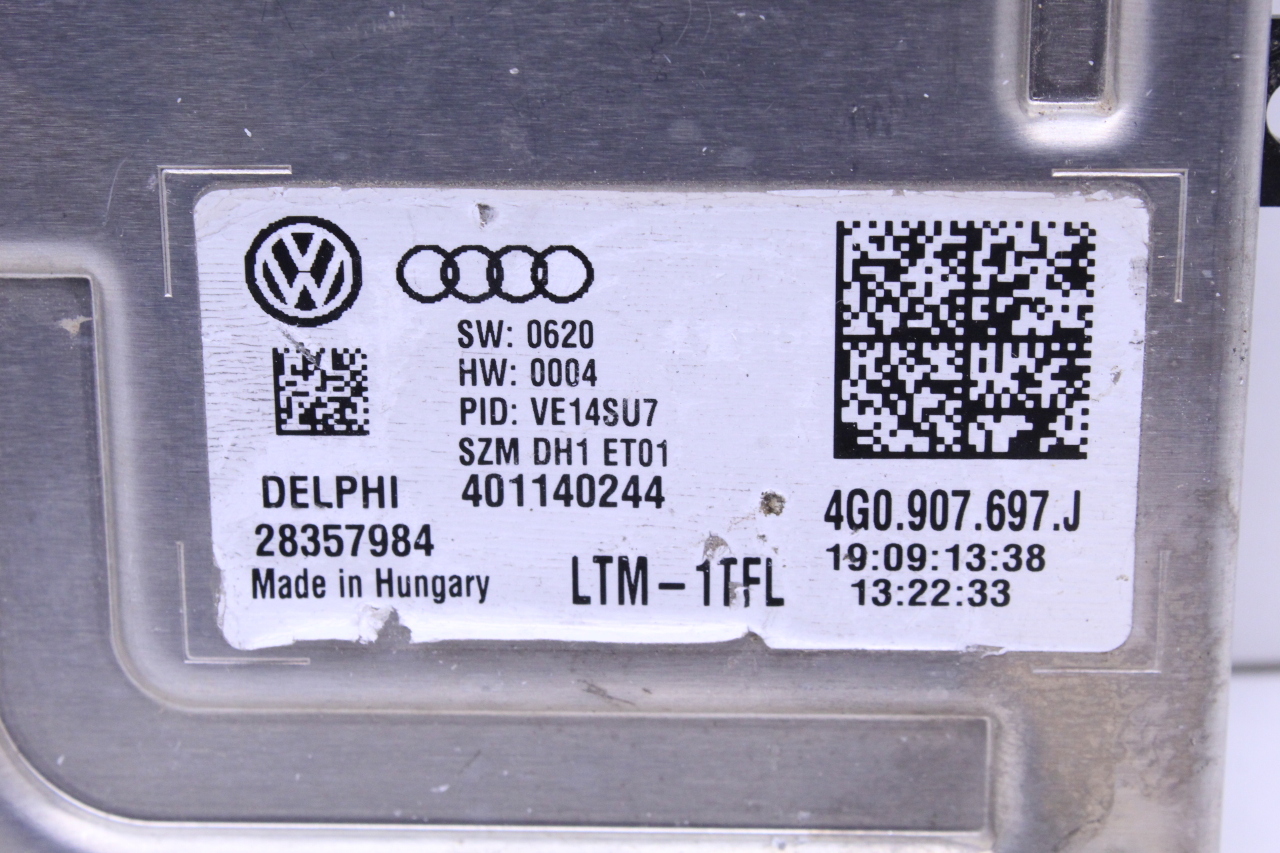 SW: 0620
HW: 0004
PID: VE14SU7
SZM DH1 ET01
401140244
DELPHI
28357984
Made in Hungary
LTM-1TFL
4G0.907.697.J
19:09:13:38
13:22:33